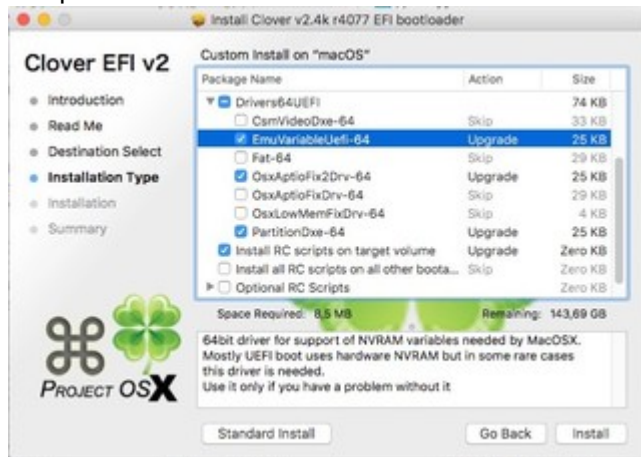 Install Clover v2.4k r4077 EFI bootloader
Clover EFI v2
Introduction
Read Me
Destination Select
Installation Type
Installation
Summary
Custom Install on "macOS"
Package Name Action Size
Drivers64UEFI 74 KB
CsmVideoDxe-64 Skip 33 KB
EmuVariableUefi-64 Upgrade 25 KB
Fat-64 Skip 29 KB
OsxAptioFix2Drv-64 Upgrade 25 KB
OsxAptioFixDrv-64 Skip 29 KB
OsxLowMemFixDrv-64 Skip 4 KB
PartitionDxe-64 Upgrade 25 KB
Install RC scripts on target volume Upgrade Zero KB
Install all RC scripts on all other boota... Skip Zero KB
Optional RC Scripts Zero KB
Space Required: 8,5 MB Remaining: 143,69 GB
64bit driver for support of NVRAM variables needed by MacOSX.
Mostly UEFI boot uses hardware NVRAM but in some rare cases
this driver is needed.
Use it only if you have a problem without it
PROJECT OSX
Standard Install Go Back Install